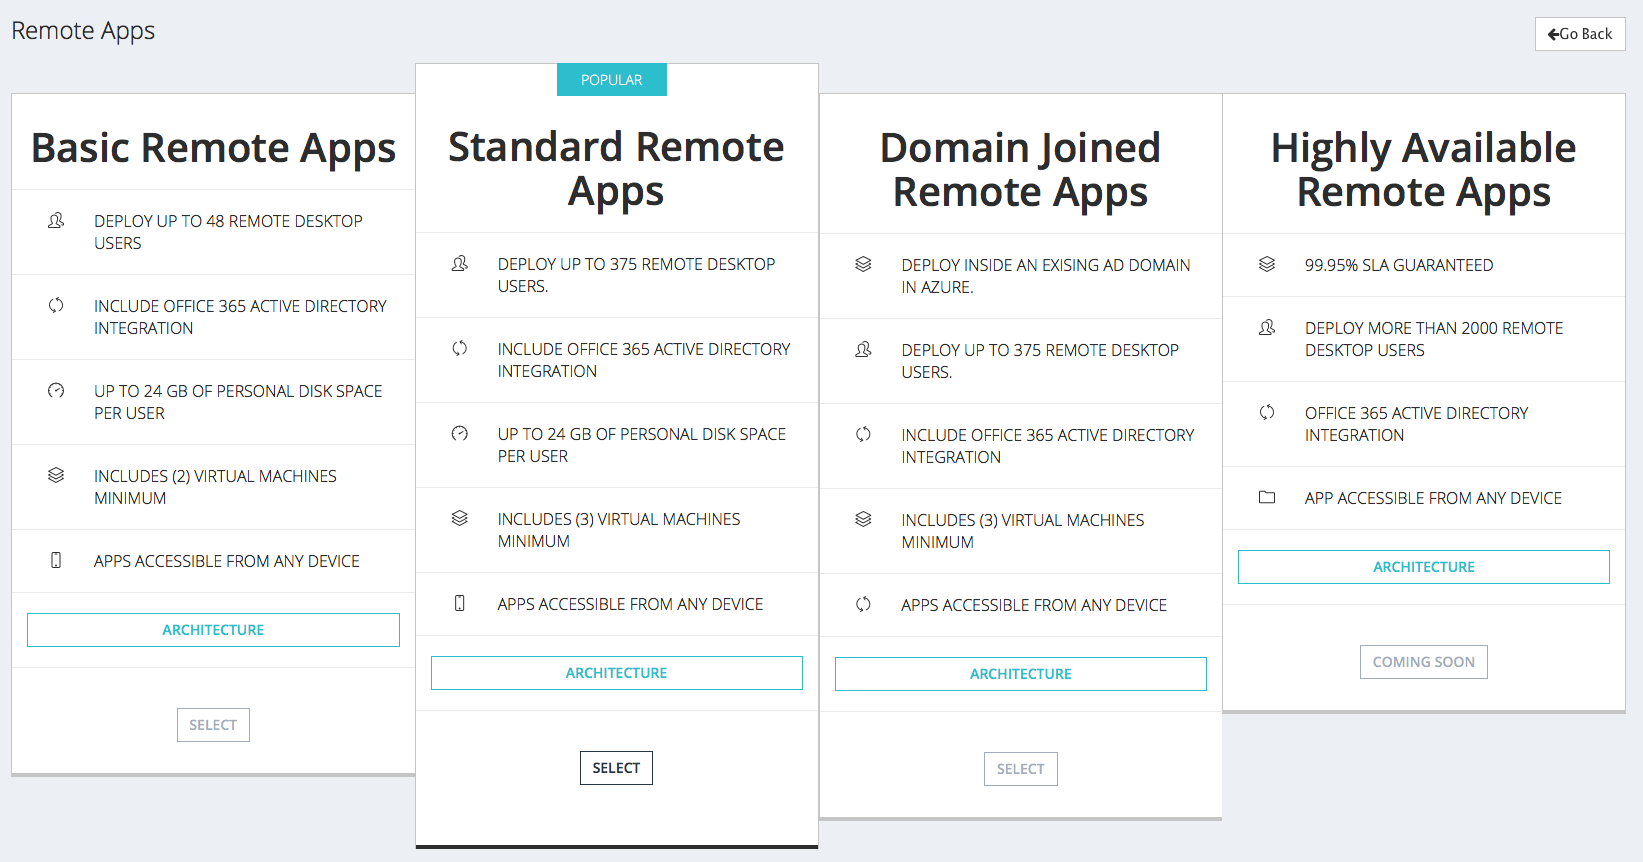 Remote Apps
Go Back
Basic Remote Apps
DEPLOY UP TO 48 REMOTE DESKTOP
USERS
INCLUDE OFFICE 365 ACTIVE DIRECTORY
INTEGRATION
UP TO 24 GB OF PERSONAL DISK SPACE
PER USER
INCLUDES (2) VIRTUAL MACHINES
MINIMUM
APPS ACCESSIBLE FROM ANY DEVICE
ARCHITECTURE
SELECT
POPULAR
Standard Remote
Apps
DEPLOY UP TO 375 REMOTE DESKTOP
USERS.
INCLUDE OFFICE 365 ACTIVE DIRECTORY
INTEGRATION
UP TO 24 GB OF PERSONAL DISK SPACE
PER USER
INCLUDES (3) VIRTUAL MACHINES
MINIMUM
APPS ACCESSIBLE FROM ANY DEVICE
ARCHITECTURE
SELECT
Domain Joined
Remote Apps
DEPLOY INSIDE AN EXISING AD DOMAIN
IN AZURE.
DEPLOY UP TO 375 REMOTE DESKTOP
USERS.
INCLUDE OFFICE 365 ACTIVE DIRECTORY
INTEGRATION
INCLUDES (3) VIRTUAL MACHINES
MINIMUM
APPS ACCESSIBLE FROM ANY DEVICE
ARCHITECTURE
SELECT
Highly Available
Remote Apps
99.95% SLA GUARANTEED
DEPLOY MORE THAN 2000 REMOTE
DESKTOP USERS
OFFICE 365 ACTIVE DIRECTORY
INTEGRATION
APP ACCESSIBLE FROM ANY DEVICE
ARCHITECTURE
COMING SOON